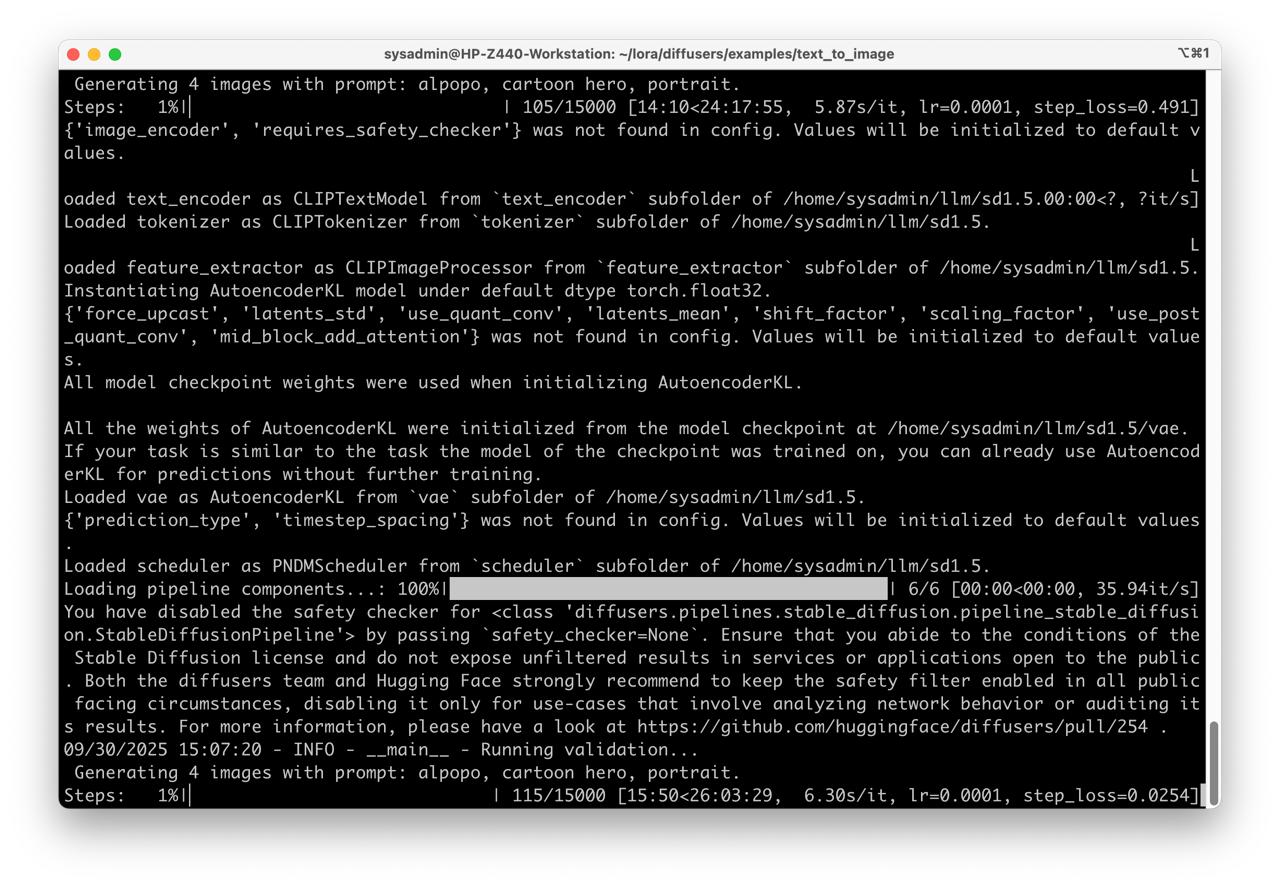 sysadmin@HP-Z440-Workstation: ~/lora/diffusers/examples/text_to_image
⌥⌘1
 Generating 4 images with prompt: alpopo, cartoon hero, portrait.
Steps:   1%|                               | 105/15000 [14:10<24:17:55,  5.87s/it, lr=0.0001, step_loss=0.491]
{'image_encoder', 'requires_safety_checker'} was not found in config. Values will be initialized to default v
alues.
L
oaded text_encoder as CLIPTextModel from `text_encoder` subfolder of /home/sysadmin/llm/sd1.5.00:00<?, ?it/s]
Loaded tokenizer as CLIPTokenizer from `tokenizer` subfolder of /home/sysadmin/llm/sd1.5.
L
oaded feature_extractor as CLIPImageProcessor from `feature_extractor` subfolder of /home/sysadmin/llm/sd1.5.
Instantiating AutoencoderKL model under default dtype torch.float32.
{'force_upcast', 'latents_std', 'use_quant_conv', 'latents_mean', 'shift_factor', 'scaling_factor', 'use_post
_quant_conv', 'mid_block_add_attention'} was not found in config. Values will be initialized to default value
s.
All model checkpoint weights were used when initializing AutoencoderKL.
All the weights of AutoencoderKL were initialized from the model checkpoint at /home/sysadmin/llm/sd1.5/vae.
If your task is similar to the task the model of the checkpoint was trained on, you can already use Autoencod
erKL for predictions without further training.
Loaded vae as AutoencoderKL from `vae` subfolder of /home/sysadmin/llm/sd1.5.
{'prediction_type', 'timestep_spacing'} was not found in config. Values will be initialized to default values
.
Loaded scheduler as PNDMScheduler from `scheduler` subfolder of /home/sysadmin/llm/sd1.5.
Loading pipeline components...: 100%|                                          | 6/6 [00:00<00:00, 35.94it/s]
You have disabled the safety checker for <class 'diffusers.pipelines.stable_diffusion.pipeline_stable_diffusi
on.StableDiffusionPipeline'> by passing `safety_checker=None`. Ensure that you abide to the conditions of the
 Stable Diffusion license and do not expose unfiltered results in services or applications open to the public
. Both the diffusers team and Hugging Face strongly recommend to keep the safety filter enabled in all public
 facing circumstances, disabling it only for use-cases that involve analyzing network behavior or auditing it
s results. For more information, please have a look at https://github.com/huggingface/diffusers/pull/254 .
09/30/2025 15:07:20 - INFO - __main__ - Running validation...
 Generating 4 images with prompt: alpopo, cartoon hero, portrait.
Steps:   1%|                              | 115/15000 [15:50<26:03:29,  6.30s/it, lr=0.0001, step_loss=0.0254]